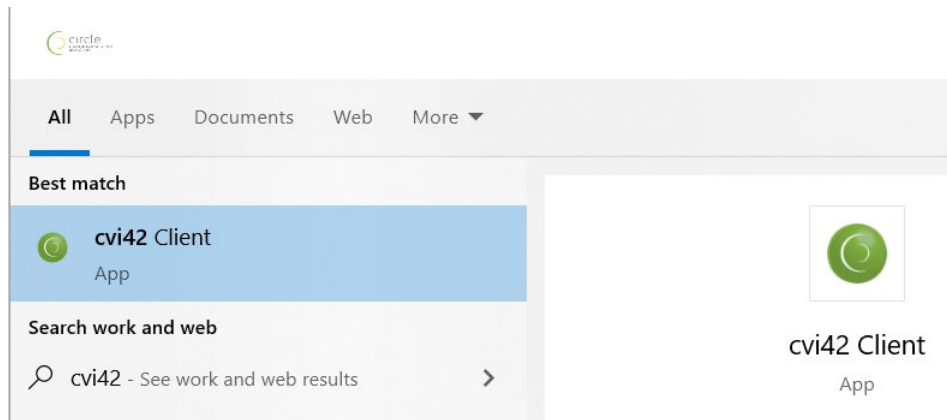 circle
All Apps Documents Web More
Best match
cvi42 Client
App
Search work and web
cvi42 - See work and web results
cvi42 Client
App